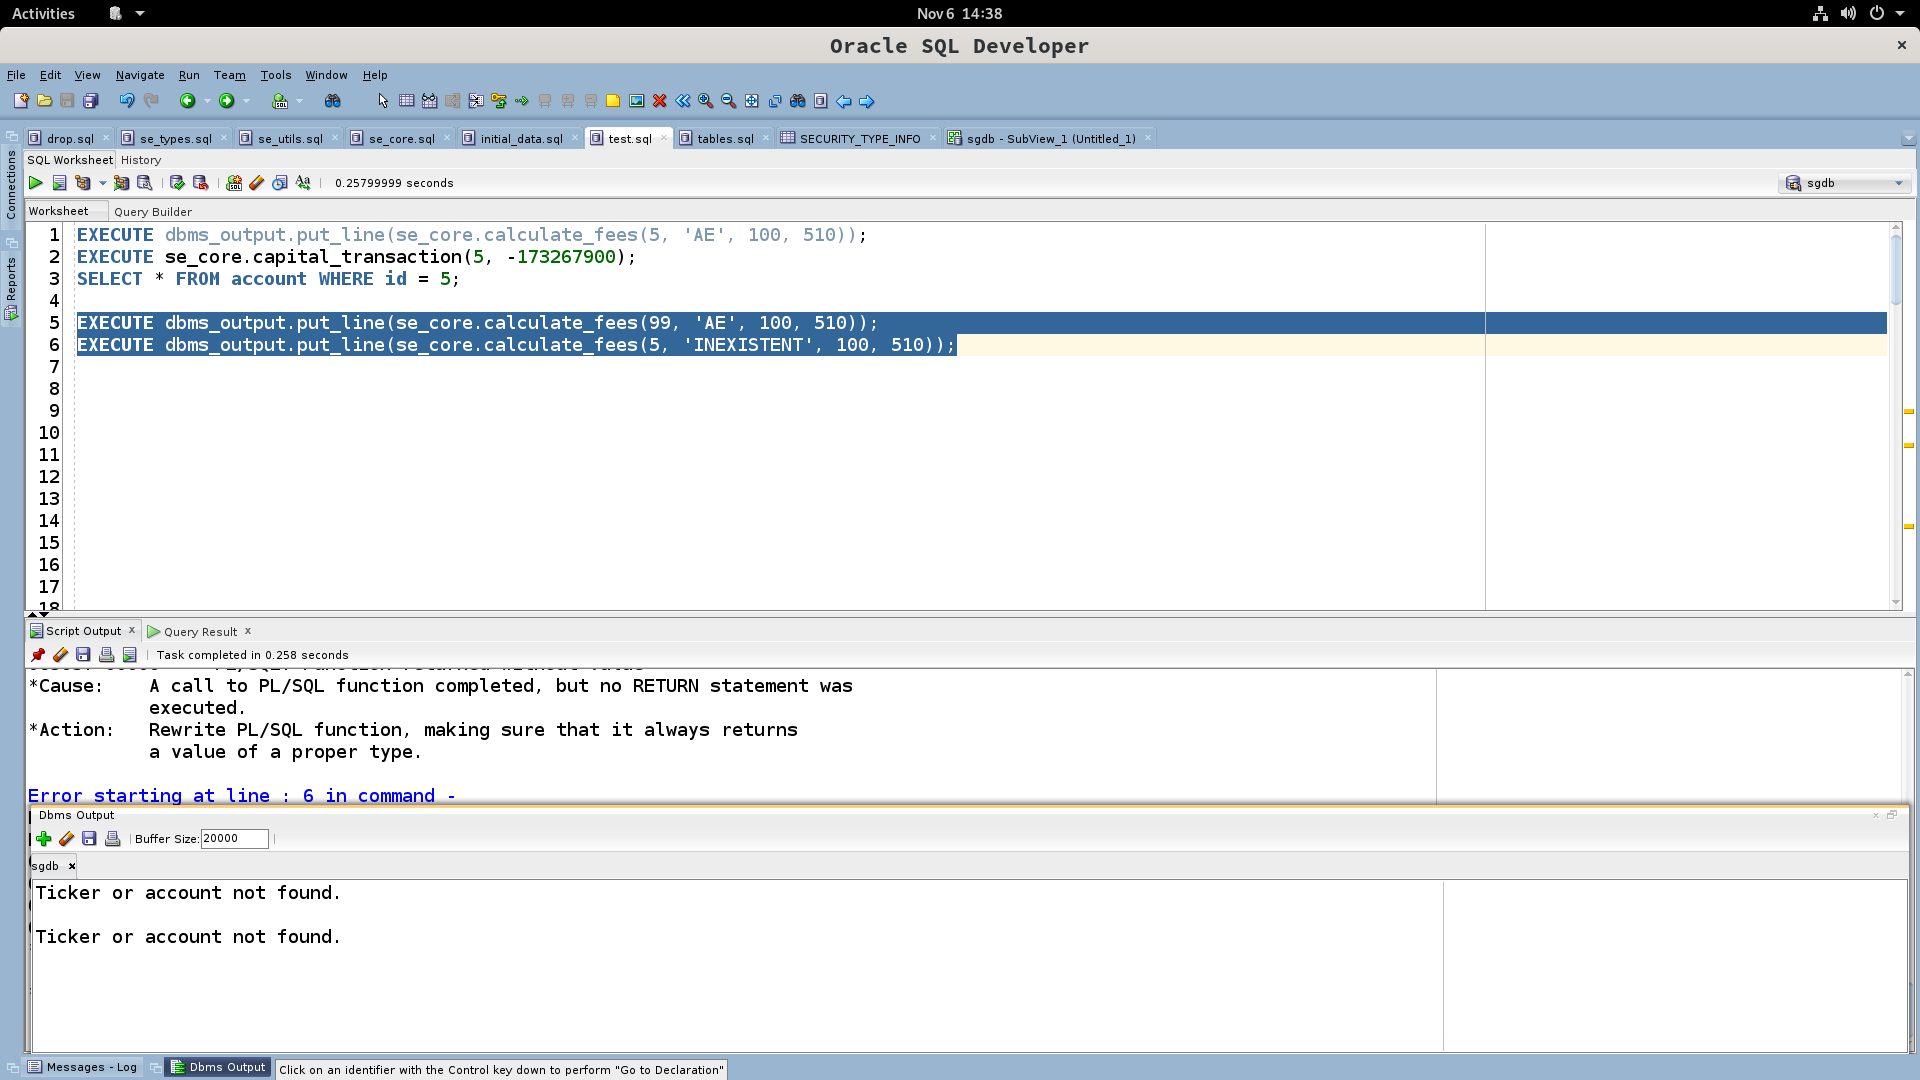 Activities
Nov 6 14:38
Oracle SQL Developer
File Edit View Navigate Run Team Tools Window Help
drop.sql se_types.sql se_utils.sql se_core.sql initial_data.sql test.sql tables.sql SECURITY_TYPE_INFO sgdb - SubView_1 (Untitled_1)
Connections
Reports
SQL Worksheet History
0.25799999 seconds
sgdb
Worksheet Query Builder
1 EXECUTE dbms_output.put_line(se_core.calculate_fees(5, 'AE', 100, 510));
2 EXECUTE se_core.capital_transaction(5, -173267900);
3 SELECT * FROM account WHERE id = 5;
4
5 EXECUTE dbms_output.put_line(se_core.calculate_fees(99, 'AE', 100, 510));
6 EXECUTE dbms_output.put_line(se_core.calculate_fees(5, 'INEXISTENT', 100, 510));
7
8
9
10
11
12
13
14
15
16
17
18
Script Output x Query Result x
Task completed in 0.258 seconds
*Cause: A call to PL/SQL function completed, but no RETURN statement was
executed.
*Action: Rewrite PL/SQL function, making sure that it always returns
a value of a proper type.
Error starting at line : 6 in command -
Dbms Output
Buffer Size: 20000
sgdb
Ticker or account not found.
Ticker or account not found.
Messages - Log Dbms Output Click on an identifier with the Control key down to perform "Go to Declaration"